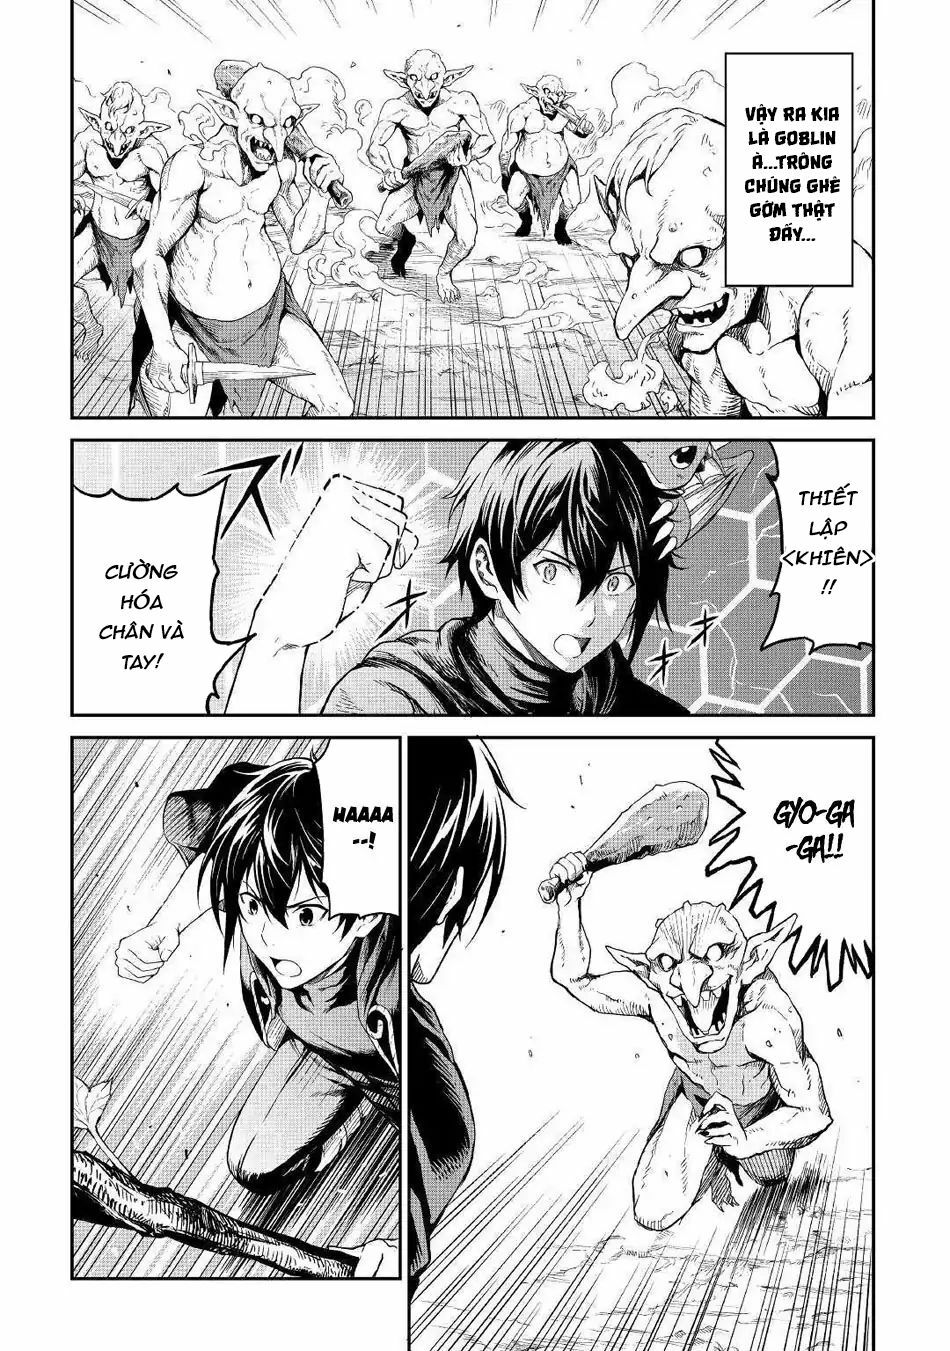 VẬY RA KIA
LÀ GOBLIN
À...TRÔNG
CHÚNG GHÊ
GỚM THẬT
ĐẤY...
THIẾT
LẬP
<KHIÊN>
!!
CƯỜNG
HÓA
CHÂN VÀ
TAY!
GYO-GA
-GA!!
HAAAA
--!